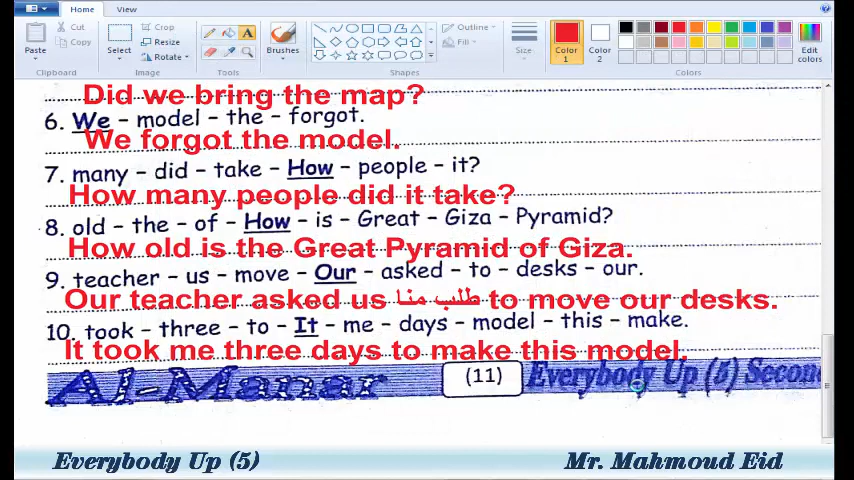 Home View
Paste
Cut
Copy
Clipboard
Select
Crop
Resize
Rotate
Image
A
Tools
Brushes
Shapes
Outline
Fill
Size
Color 1
Color 2
Edit colors
Colors
Did we bring the map?
6. We – model – the – forgot.
We forgot the model.
7. many – did – take – How – people – it?
How many people did it take?
8. old – the – of – How – is – Great – Giza – Pyramid?
How old is the Great Pyramid of Giza.
9. teacher – us – move – Our – asked – to – desks – our.
Our teacher asked us طلب منا to move our desks.
10. took – three – to – It – me – days – model – this – make.
It took me three days to make this model.
Al-Manar (11) Everybody Up (5)
Everybody Up (5) Mr. Mahmoud Eid